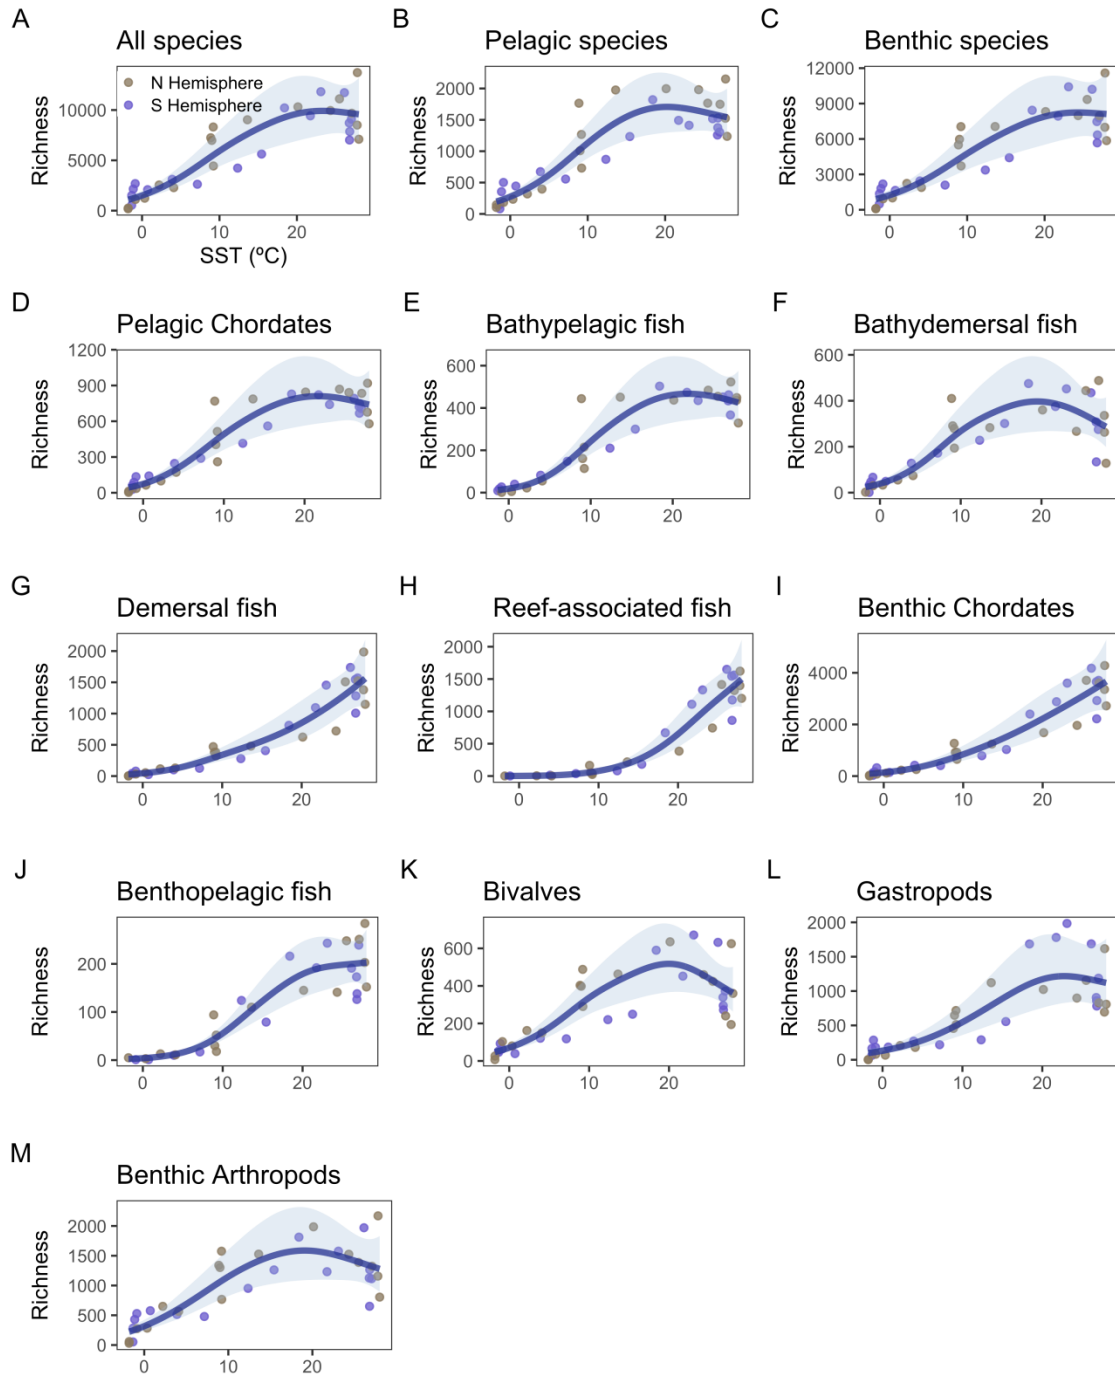 A
All species
N Hemisphere
S Hemisphere
Richness
10000
5000
0
0
10
20
SST (ºC)
B
Pelagic species
Richness
2000
1500
1000
500
0
0
10
20
C
Benthic species
Richness
12000
9000
6000
3000
0
0
10
20
D
Pelagic Chordates
Richness
1200
900
600
300
0
0
10
20
E
Bathypelagic fish
Richness
600
400
200
0
0
10
20
F
Bathydemersal fish
Richness
600
400
200
0
0
10
20
G
Demersal fish
Richness
2000
1500
1000
500
0
0
10
20
H
Reef-associated fish
Richness
2000
1500
1000
500
0
0
10
20
I
Benthic Chordates
Richness
4000
2000
0
0
10
20
J
Benthopelagic fish
Richness
200
100
0
0
10
20
K
Bivalves
Richness
600
400
200
0
0
10
20
L
Gastropods
Richness
2000
1500
1000
500
0
0
10
20
M
Benthic Arthropods
Richness
2000
1500
1000
500
0
0
10
20